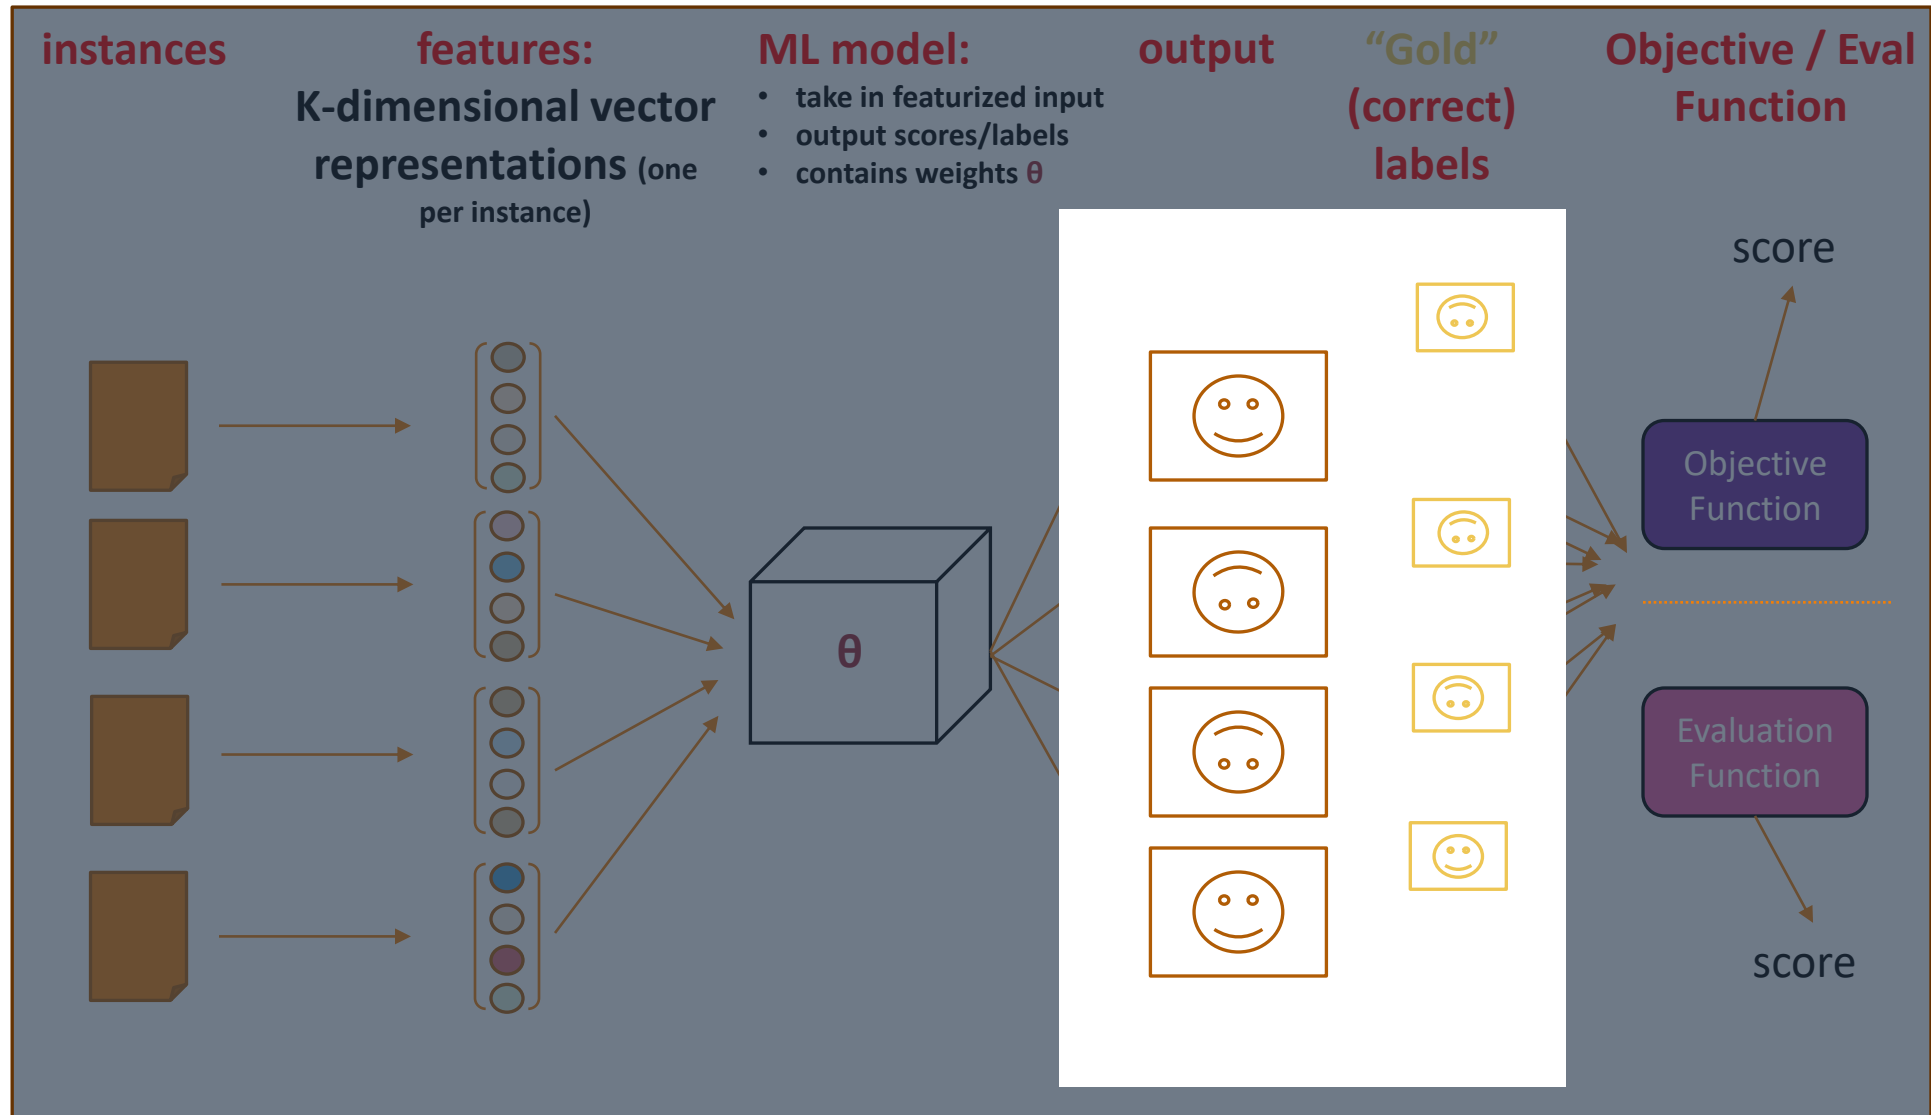 instances
features:
K-dimensional vector
representations (one
per instance)
ML model:
• take in featurized input
• output scores/labels
• contains weights θ
output
“Gold”
(correct)
labels
Objective / Eval
Function
score
Objective
Function
θ
Evaluation
Function
score